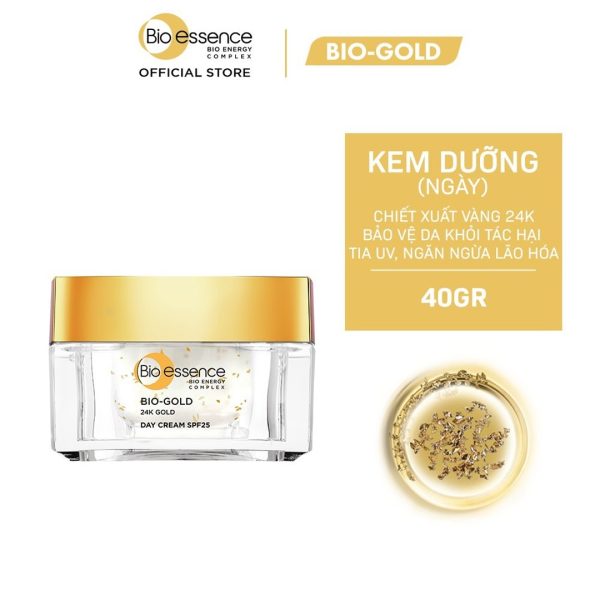 Bio essence
BIO ENERGY
COMPLEX
OFFICIAL STORE
BIO-GOLD
KEM DƯỠNG
(NGÀY)
CHIẾT XUẤT VÀNG 24K
BẢO VỆ DA KHỎI TÁC HẠI
TIA UV, NGĂN NGỪA LÃO HÓA
40GR
Bio essence
BIO ENERGY
COMPLEX
BIO-GOLD
24K GOLD
DAY CREAM SPF25